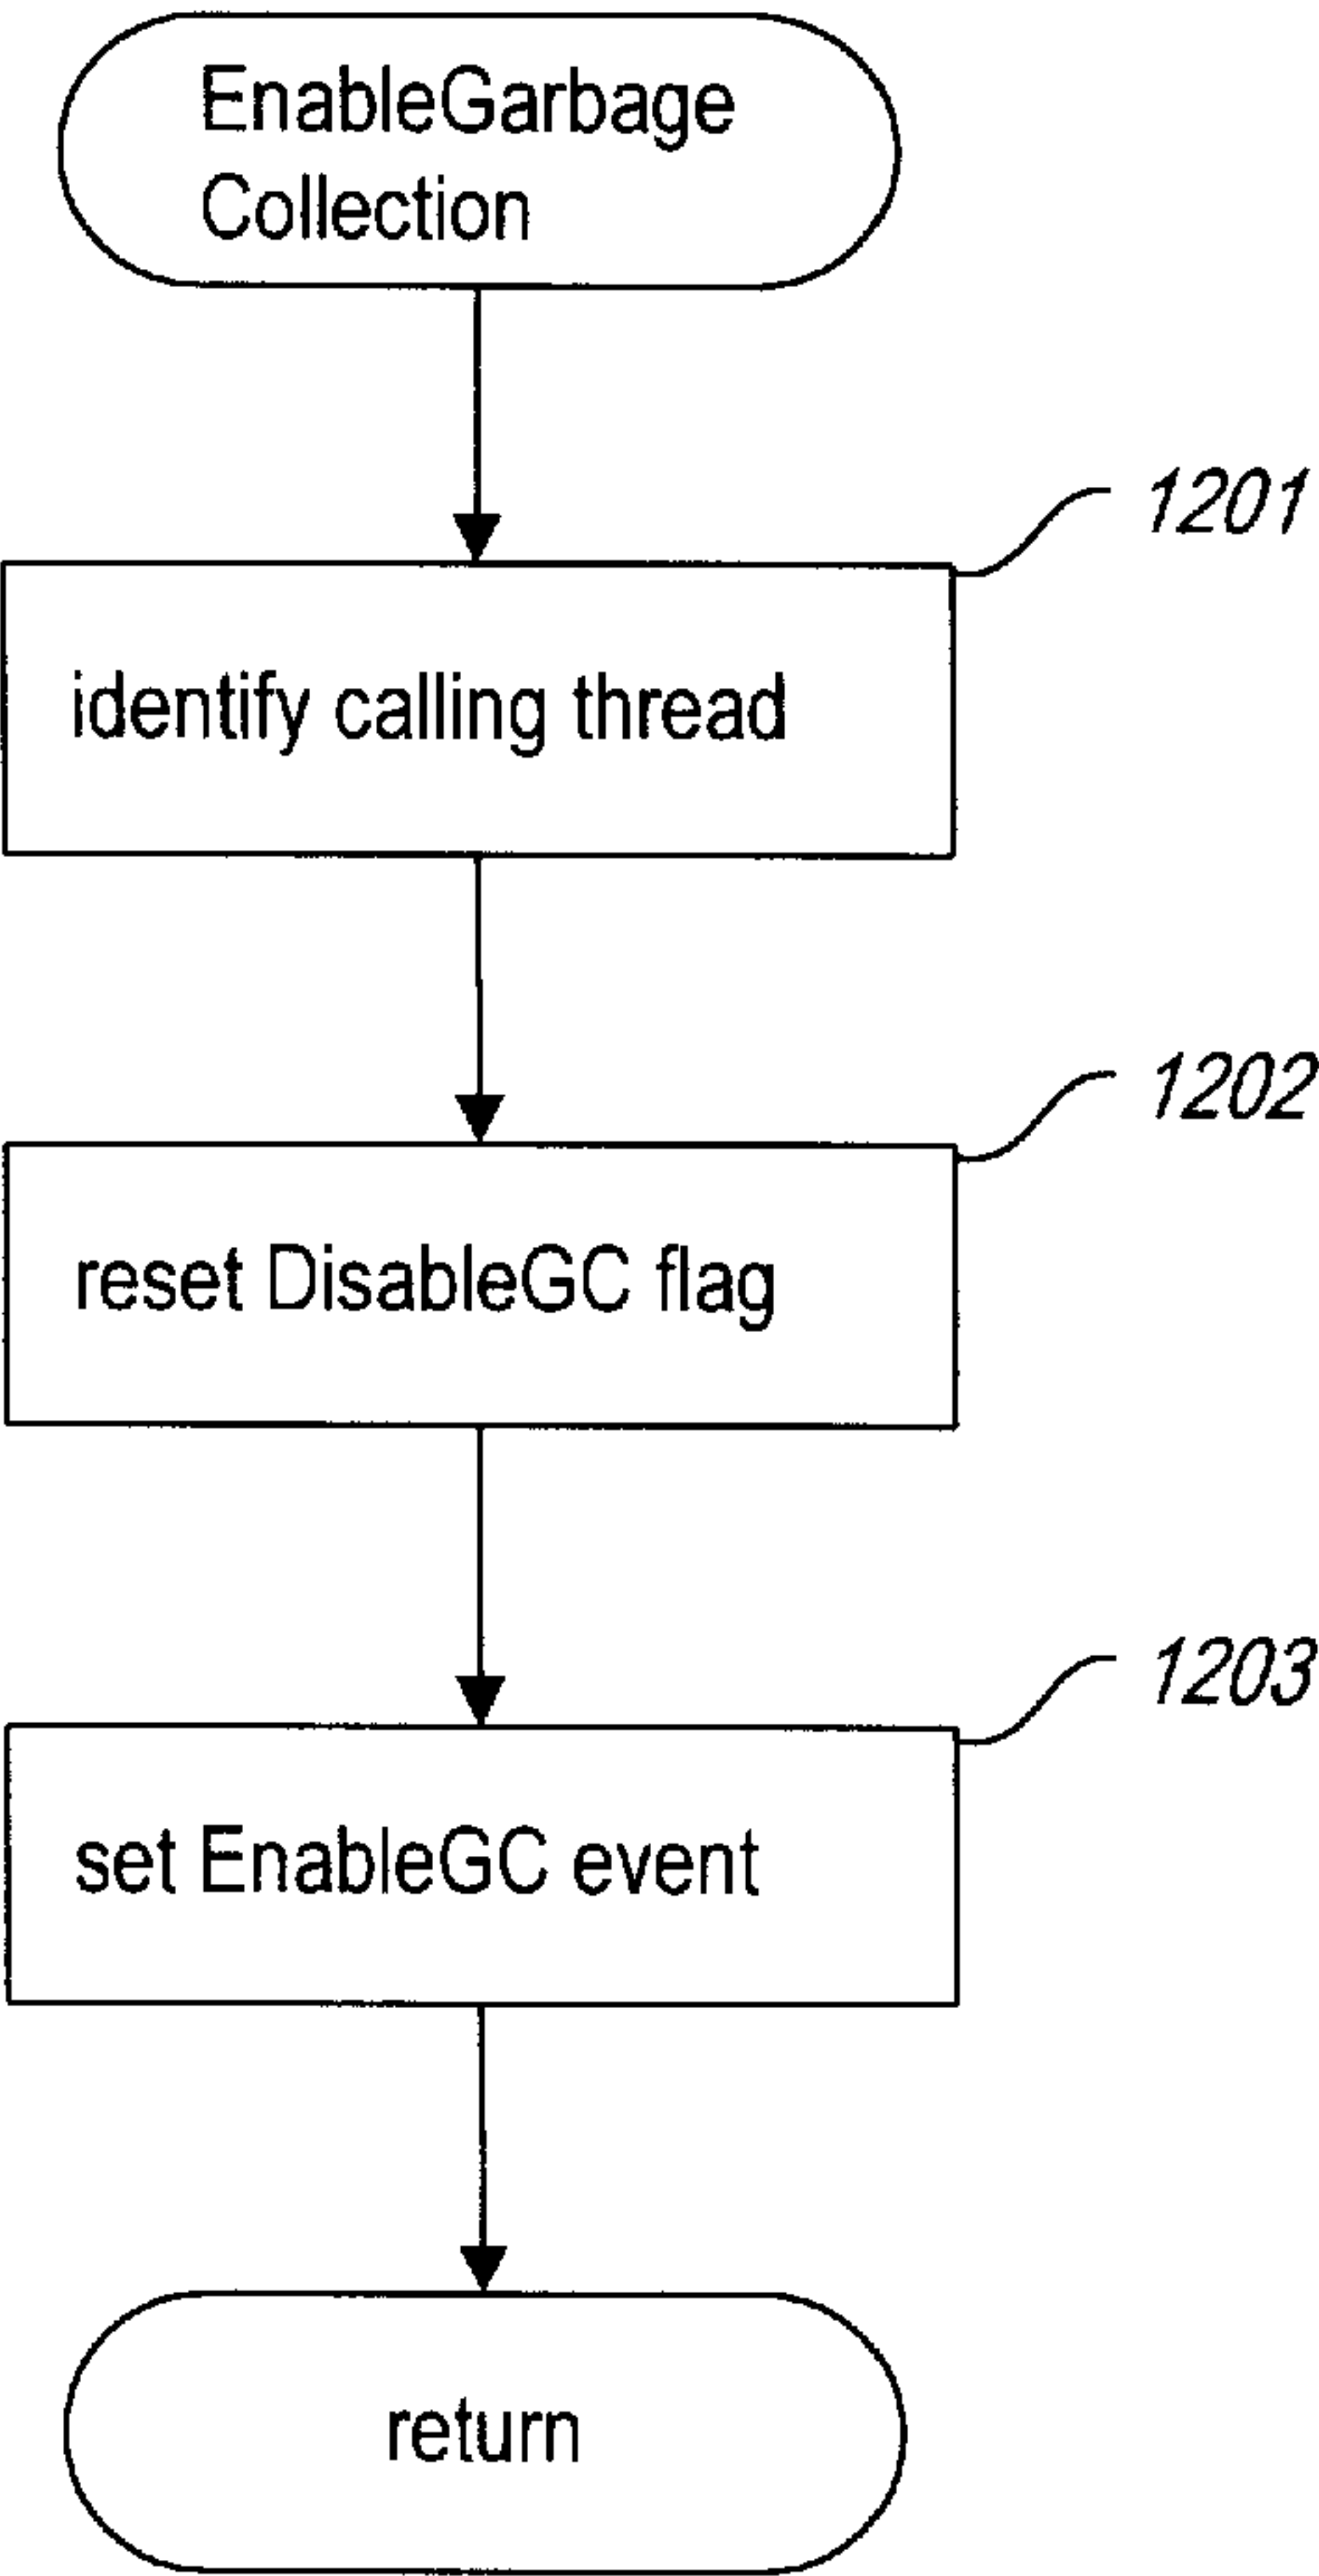 EnableGarbage
Collection
1201
identify calling thread
1202
reset DisableGC flag
1203
set EnableGC event
return